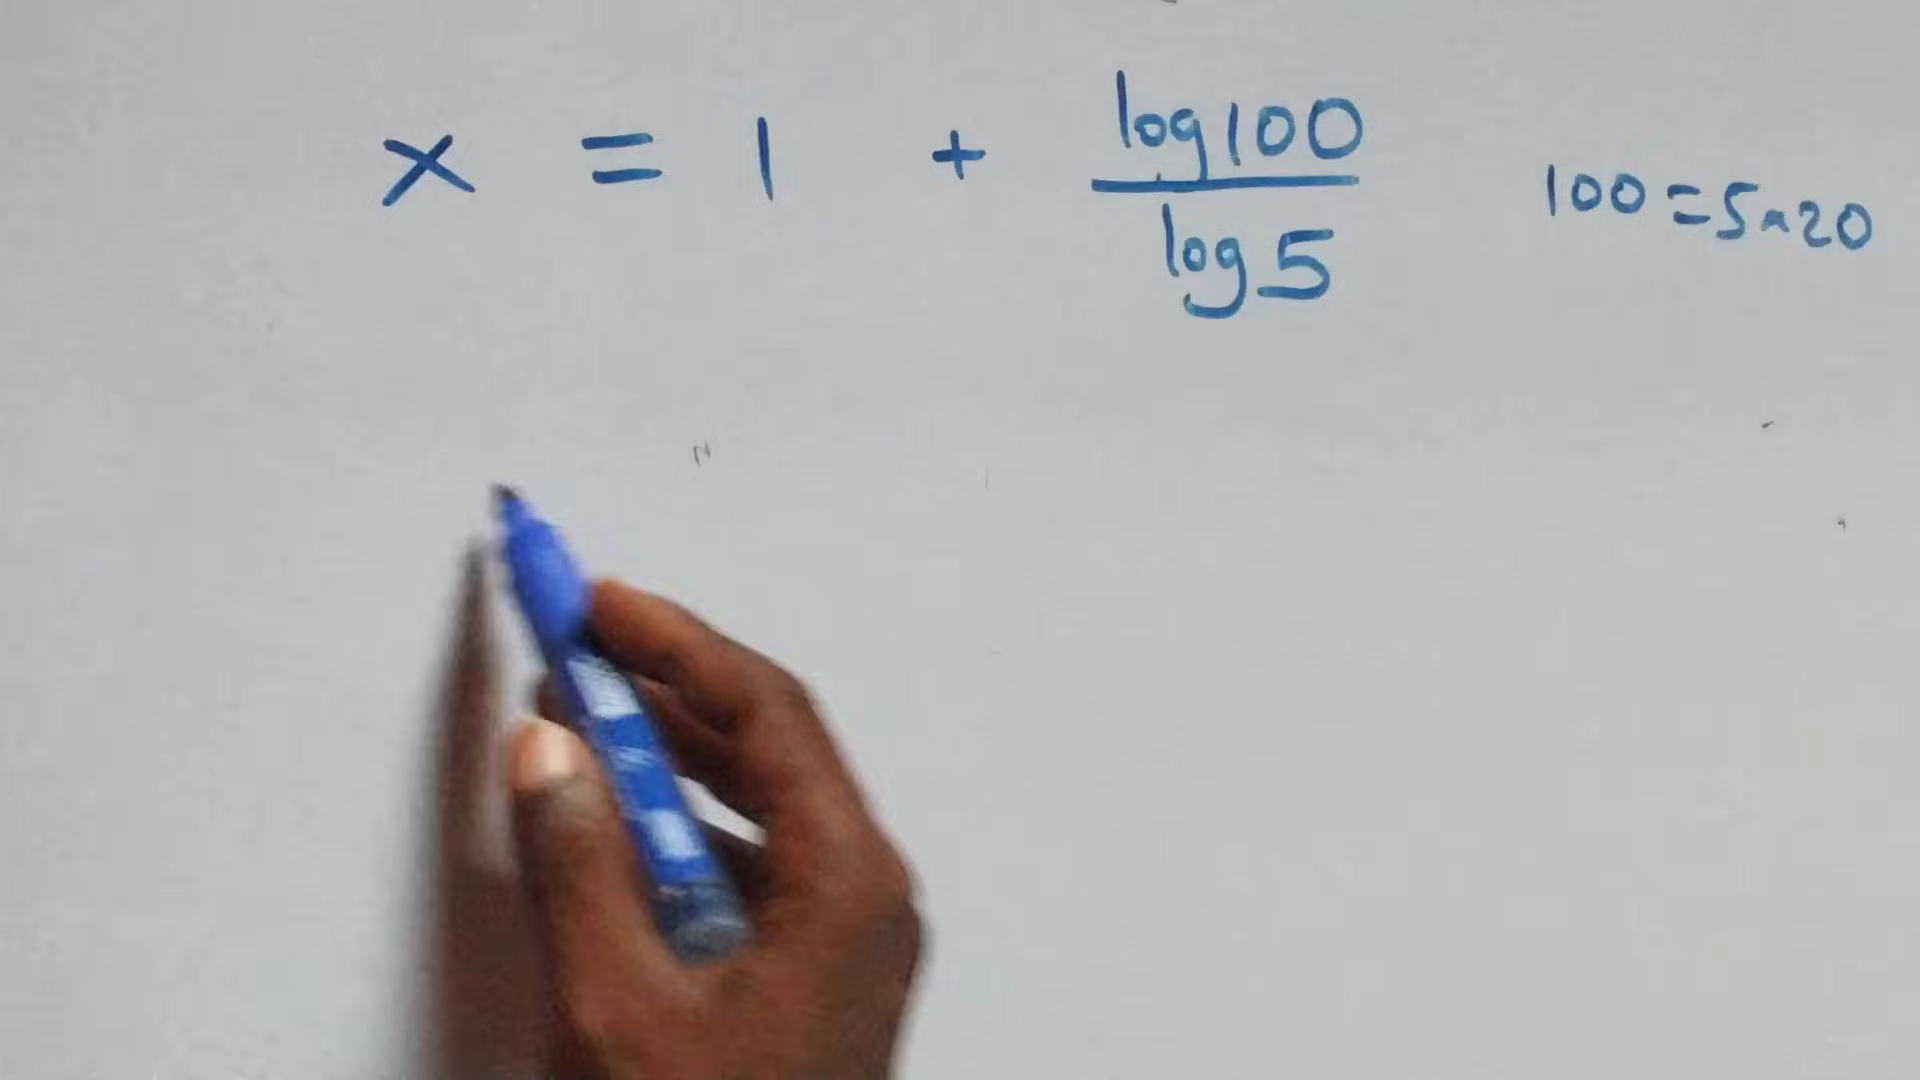 x = 1 + log100/log5
100 = 5×20